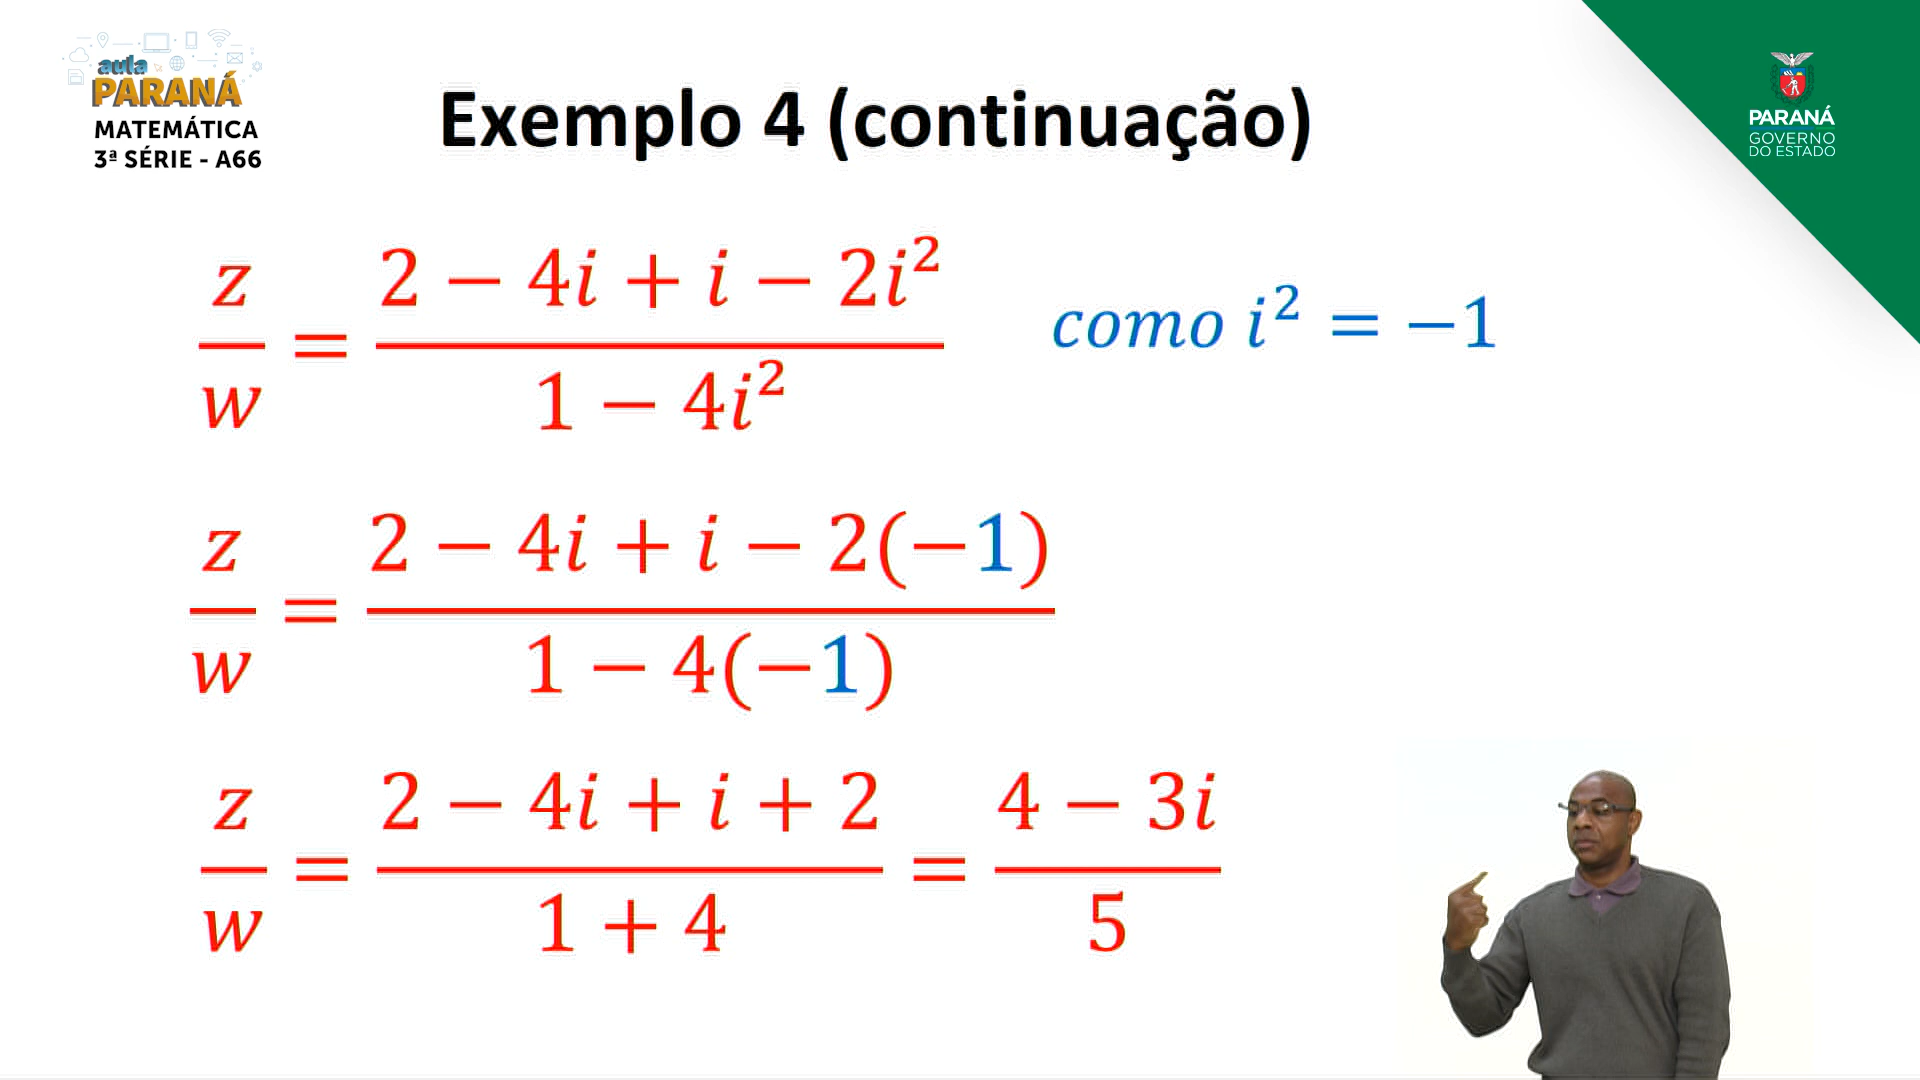 aula
PARANÁ
MATEMÁTICA
3ª SÉRIE - A66
Exemplo 4 (continuação)
PARANÁ
GOVERNO
DO ESTADO
z/w = (2 − 4i + i − 2i²)/(1 − 4i²)
como i² = −1
z/w = (2 − 4i + i − 2(−1))/(1 − 4(−1))
z/w = (2 − 4i + i + 2)/(1 + 4) = (4 − 3i)/5